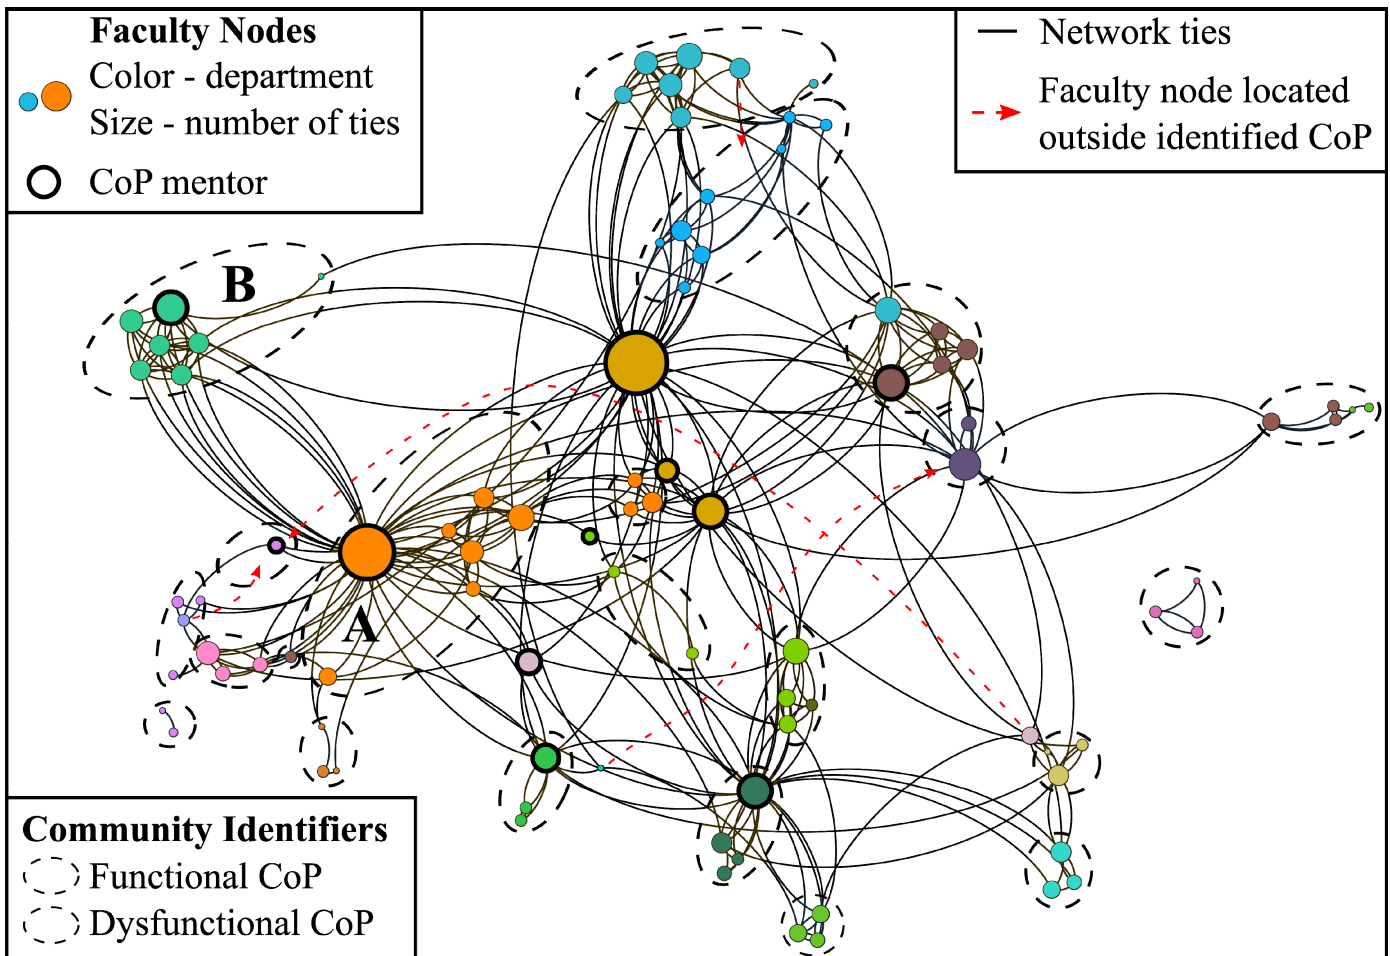 Faculty Nodes
Color - department
Size - number of ties
CoP mentor
Network ties
Faculty node located
outside identified CoP
B
A
Community Identifiers
Functional CoP
Dysfunctional CoP